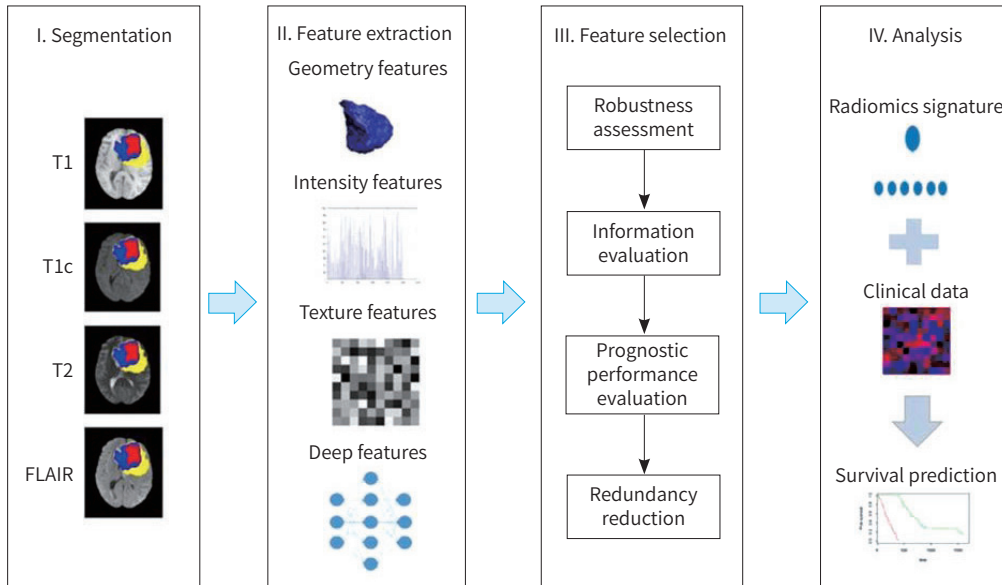 I. Segmentation
T1
T1c
T2
FLAIR
II. Feature extraction
Geometry features
Intensity features
Texture features
Deep features
III. Feature selection
Robustness
assessment
Information
evaluation
Prognostic
performance
evaluation
Redundancy
reduction
IV. Analysis
Radiomics signature
Clinical data
Survival prediction